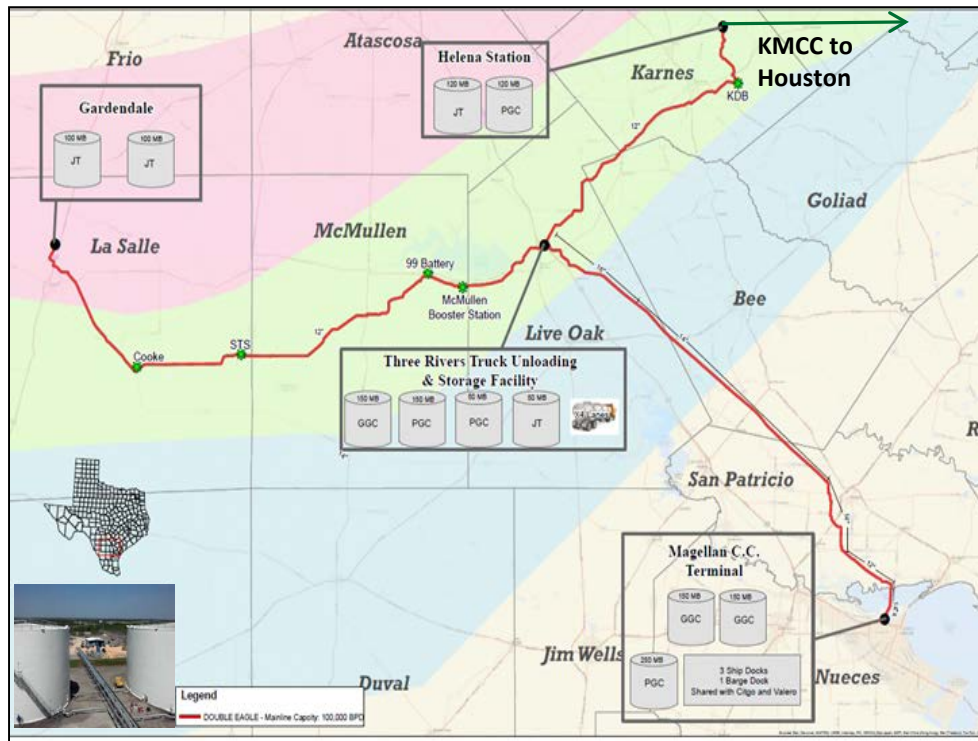 Frio
Atascosa
Karnes
KMCC to
Houston
Helena Station
120 MB
120 MB
JT
PGC
KDB
12"
Gardendale
100 MB
100 MB
JT
JT
Goliad
La Salle
McMullen
99 Battery
McMullen
Booster Station
Bee
Live Oak
STS
Cooke
12"
14"
Three Rivers Truck Unloading
& Storage Facility
150 MB
150 MB
50 MB
50 MB
GGC
PGC
PGC
JT
San Patricio
Magellan C.C.
Terminal
150 MB
150 MB
GGC
GGC
PGC
3 Ship Docks
1 Barge Dock
Shared with Citgo and Valero
Jim Wells
Nueces
Duval
Legend
DOUBLE EAGLE - Mainline Capcity: 100,000 BPD